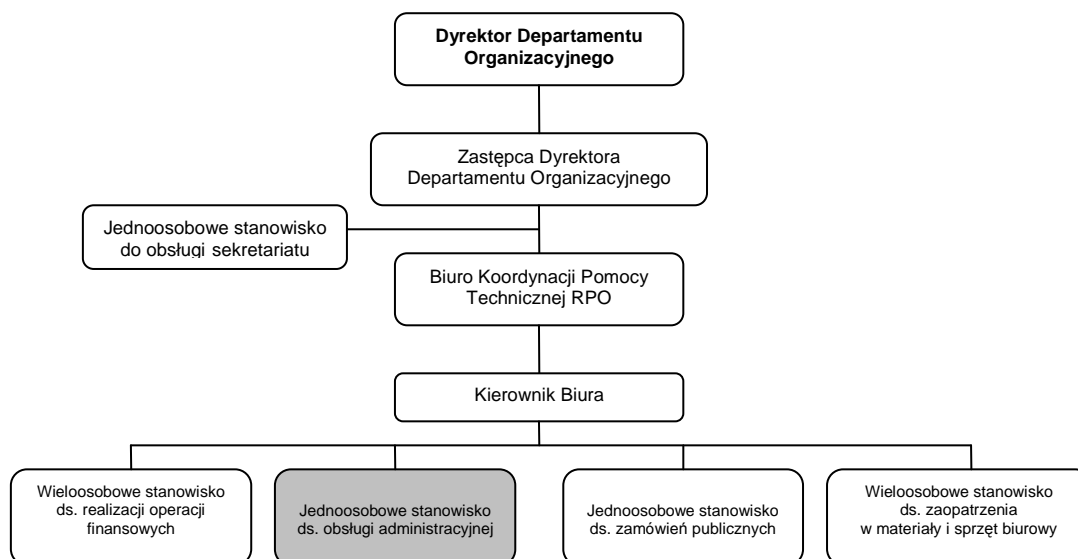 Dyrektor Departamentu
Organizacyjnego
Zastępca Dyrektora
Departamentu Organizacyjnego
Jednoosobowe stanowisko
do obsługi sekretariatu
Biuro Koordynacji Pomocy
Technicznej RPO
Kierownik Biura
Wieloosobowe stanowisko
ds. realizacji operacji
finansowych
Jednoosobowe stanowisko
ds. obsługi administracyjnej
Jednoosobowe stanowisko
ds. zamówień publicznych
Wieloosobowe stanowisko
ds. zaopatrzenia
w materiały i sprzęt biurowy